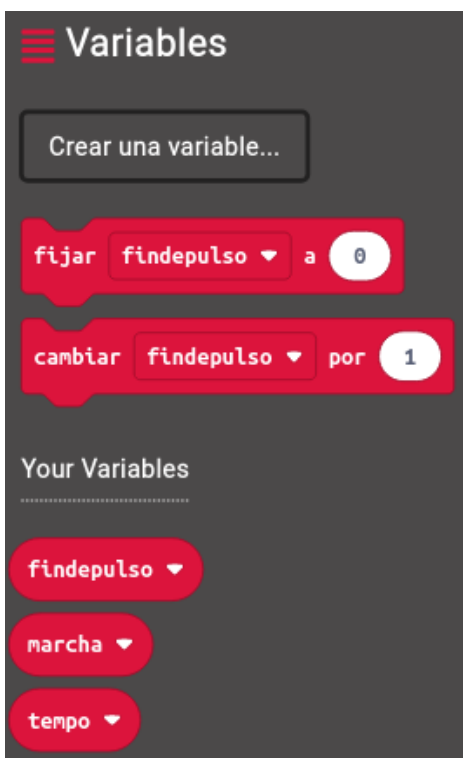 Variables
Crear una variable...
fijar findepulso a 0
cambiar findepulso por 1
Your Variables
findepulso
marcha
tempo